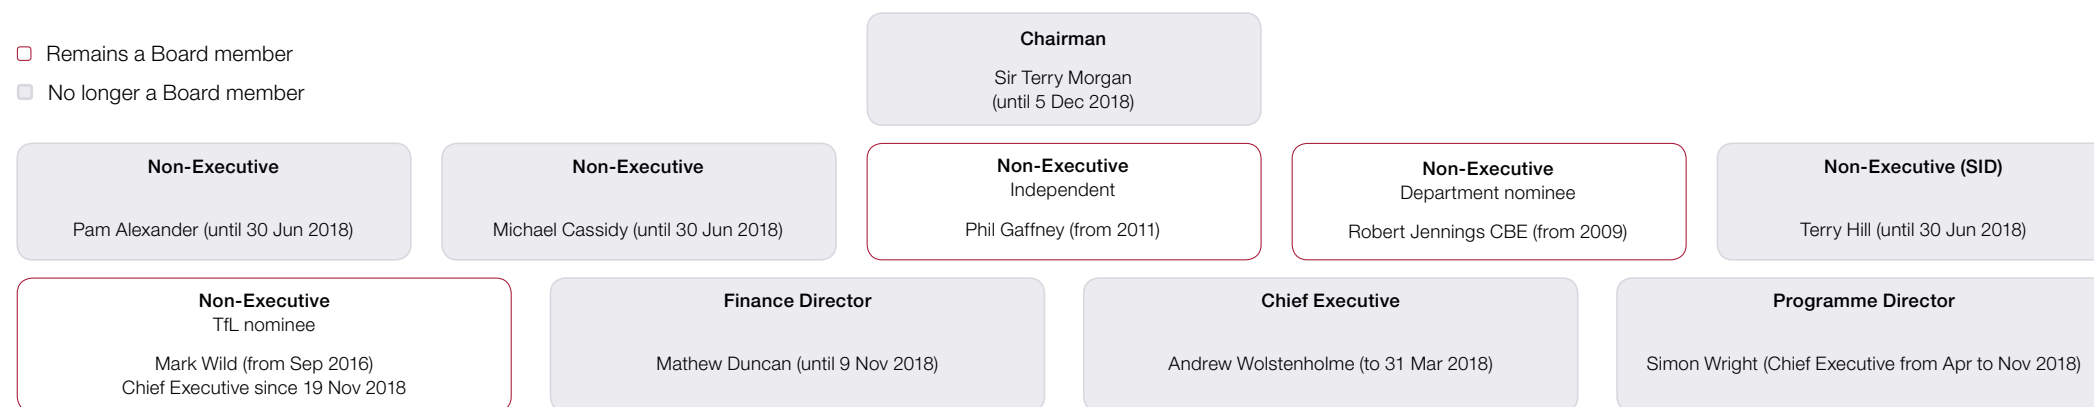 Remains a Board member
No longer a Board member
Chairman
Sir Terry Morgan
(until 5 Dec 2018)
Non-Executive
Pam Alexander (until 30 Jun 2018)
Non-Executive
Michael Cassidy (until 30 Jun 2018)
Non-Executive
Independent
Phil Gaffney (from 2011)
Non-Executive
Department nominee
Robert Jennings CBE (from 2009)
Non-Executive (SID)
Terry Hill (until 30 Jun 2018)
Non-Executive
TfL nominee
Mark Wild (from Sep 2016)
Chief Executive since 19 Nov 2018
Finance Director
Mathew Duncan (until 9 Nov 2018)
Chief Executive
Andrew Wolstenholme (to 31 Mar 2018)
Programme Director
Simon Wright (Chief Executive from Apr to Nov 2018)